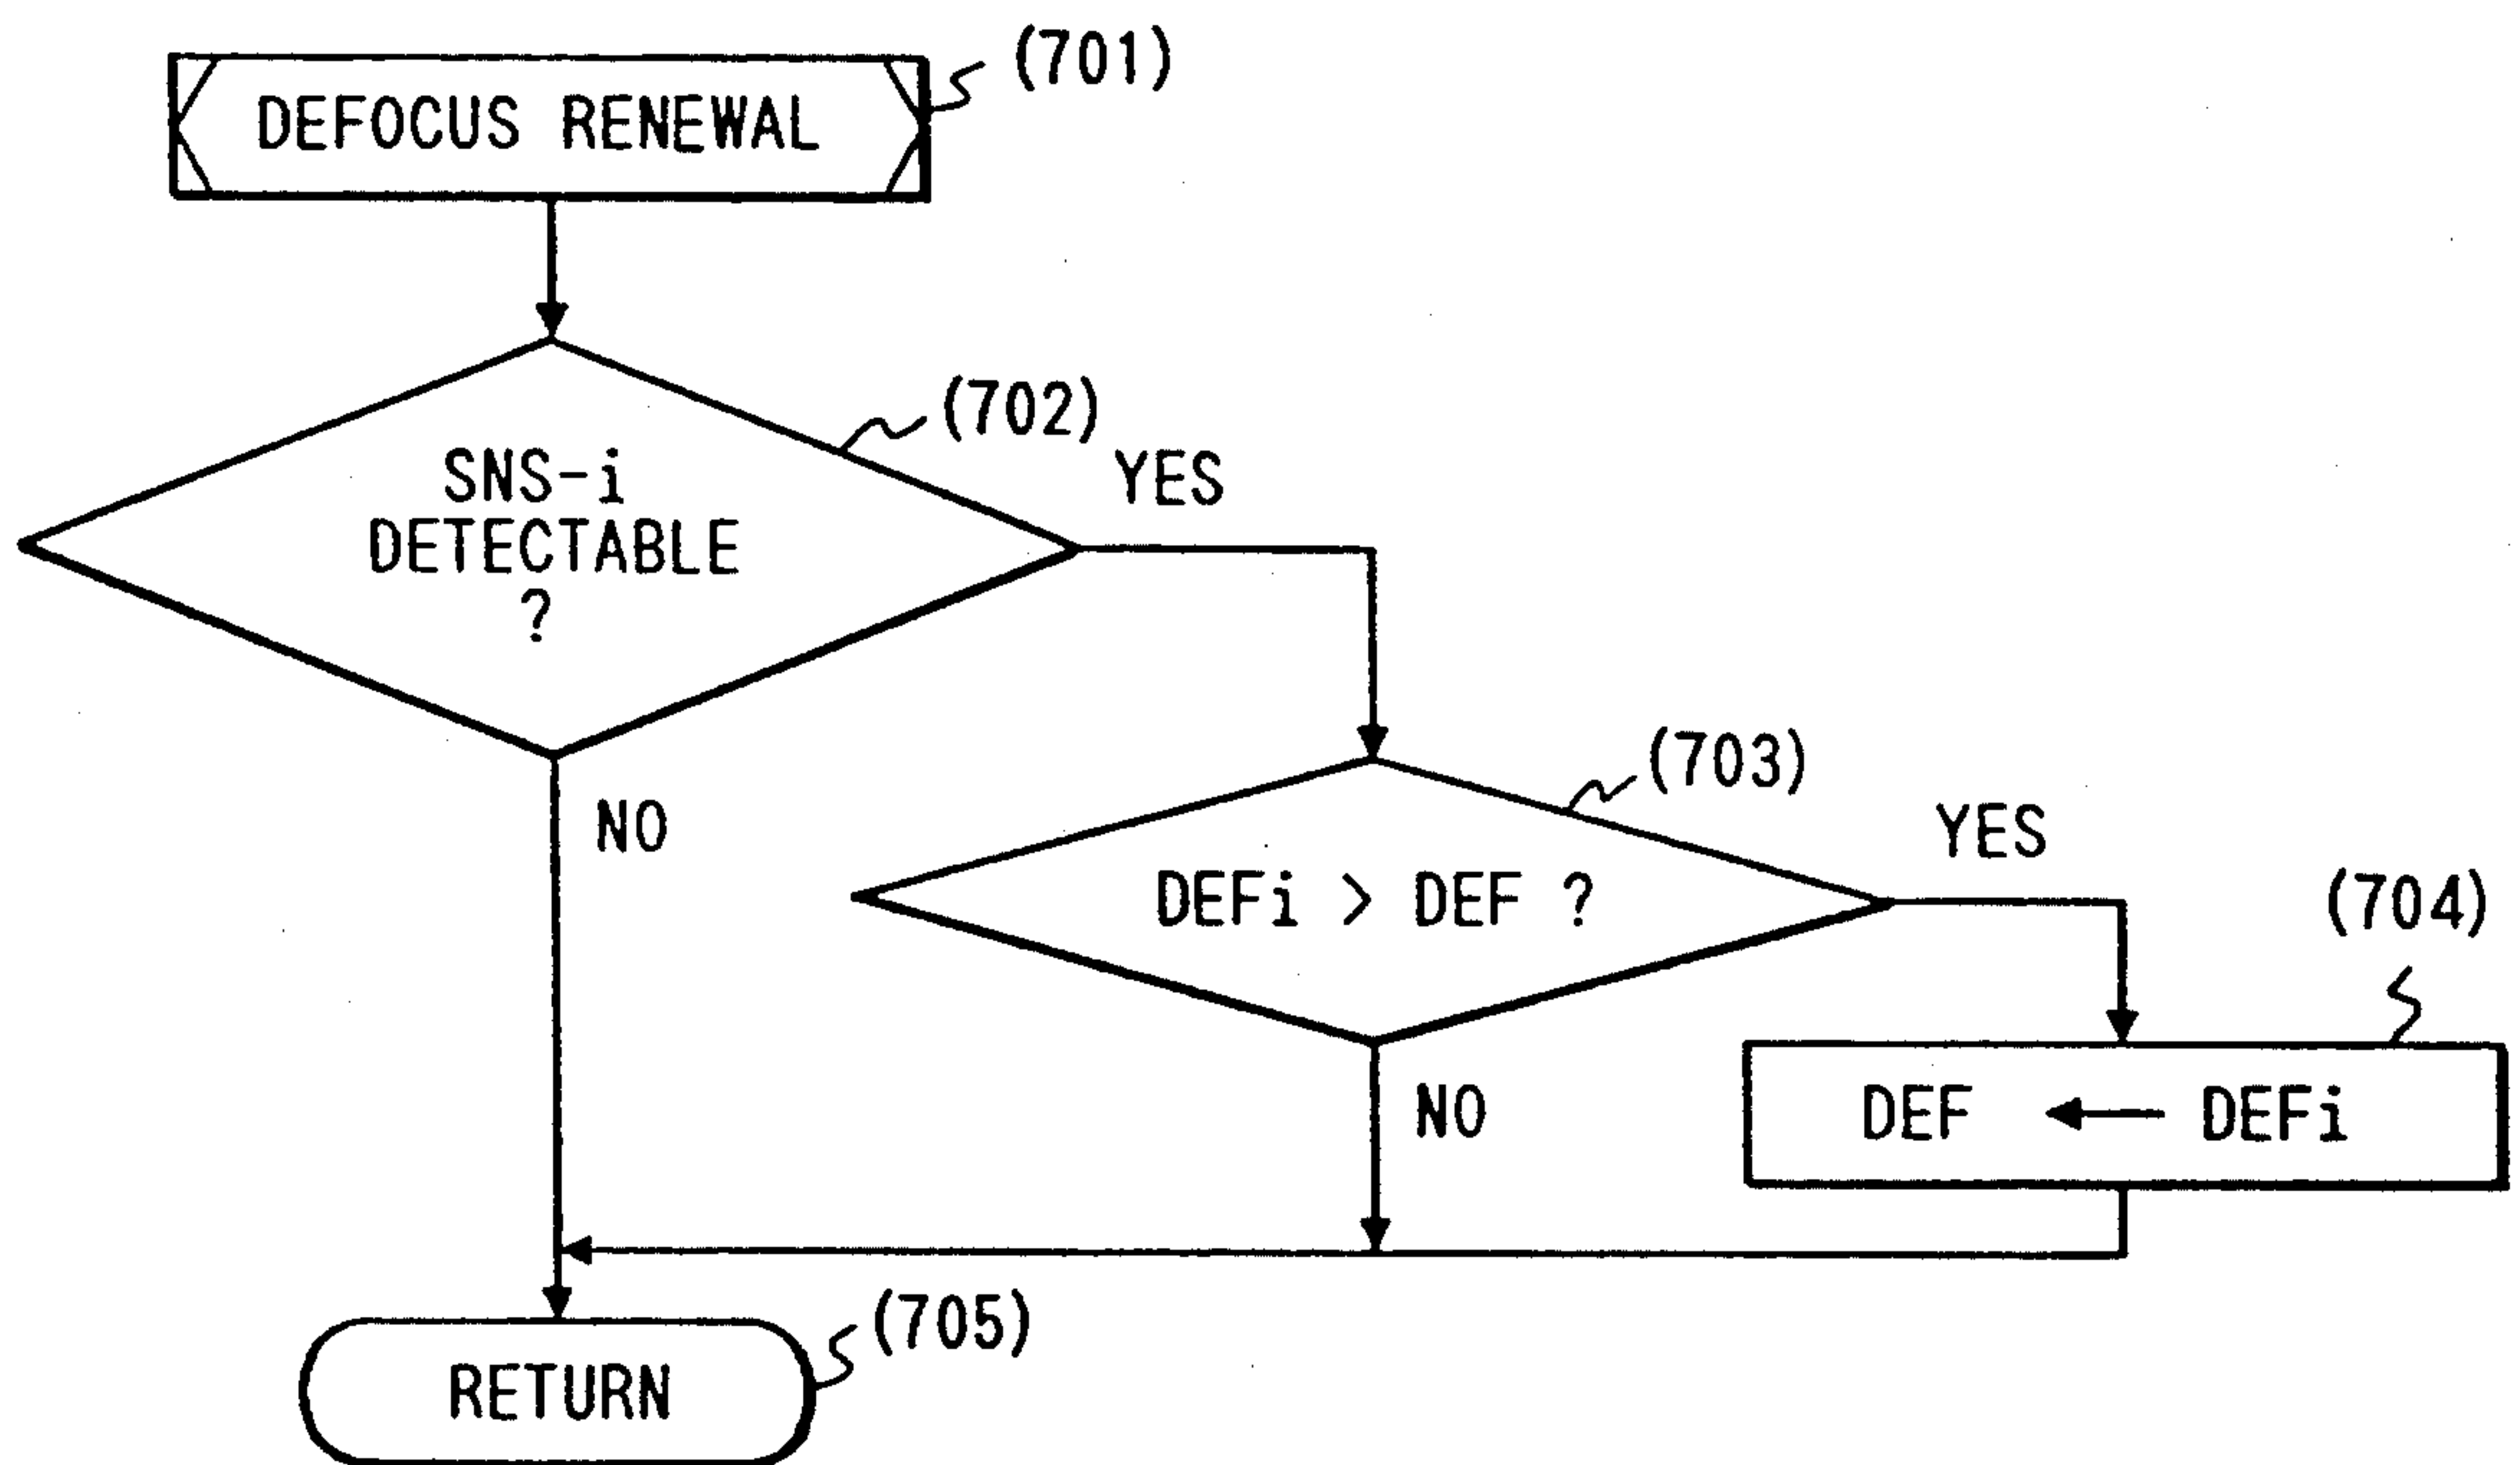 (701)
DEFOCUS RENEWAL
(702)
YES
SNS-i
DETECTABLE
?
NO
(703)
YES
DEFi > DEF ?
(704)
NO
DEF ← DEFi
(705)
RETURN